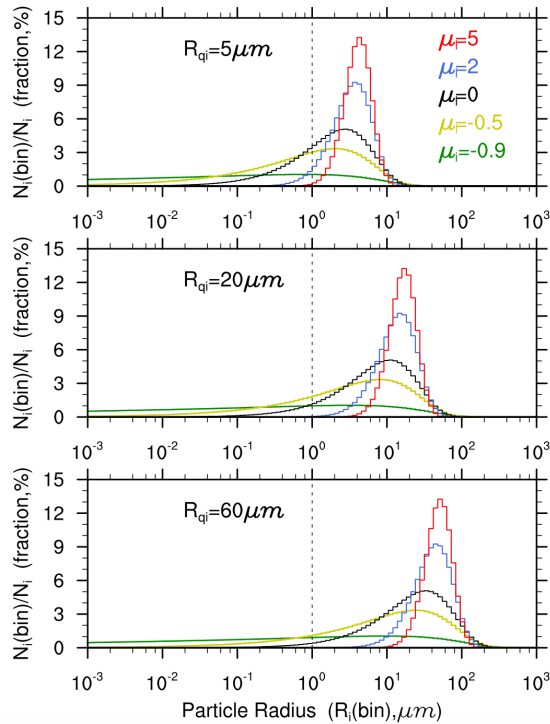 15
12
9
6
3
0
N_i(bin)/N_i (fraction,%)
R_qi=5μm
μ_i=5
μ_i=2
μ_i=0
μ_i=-0.5
μ_i=-0.9
10^-3 10^-2 10^-1 10^0 10^1 10^2 10^3
15
12
9
6
3
0
N_i(bin)/N_i (fraction,%)
R_qi=20μm
10^-3 10^-2 10^-1 10^0 10^1 10^2 10^3
15
12
9
6
3
0
N_i(bin)/N_i (fraction,%)
R_qi=60μm
10^-3 10^-2 10^-1 10^0 10^1 10^2 10^3
Particle Radius (R_i(bin),μm)